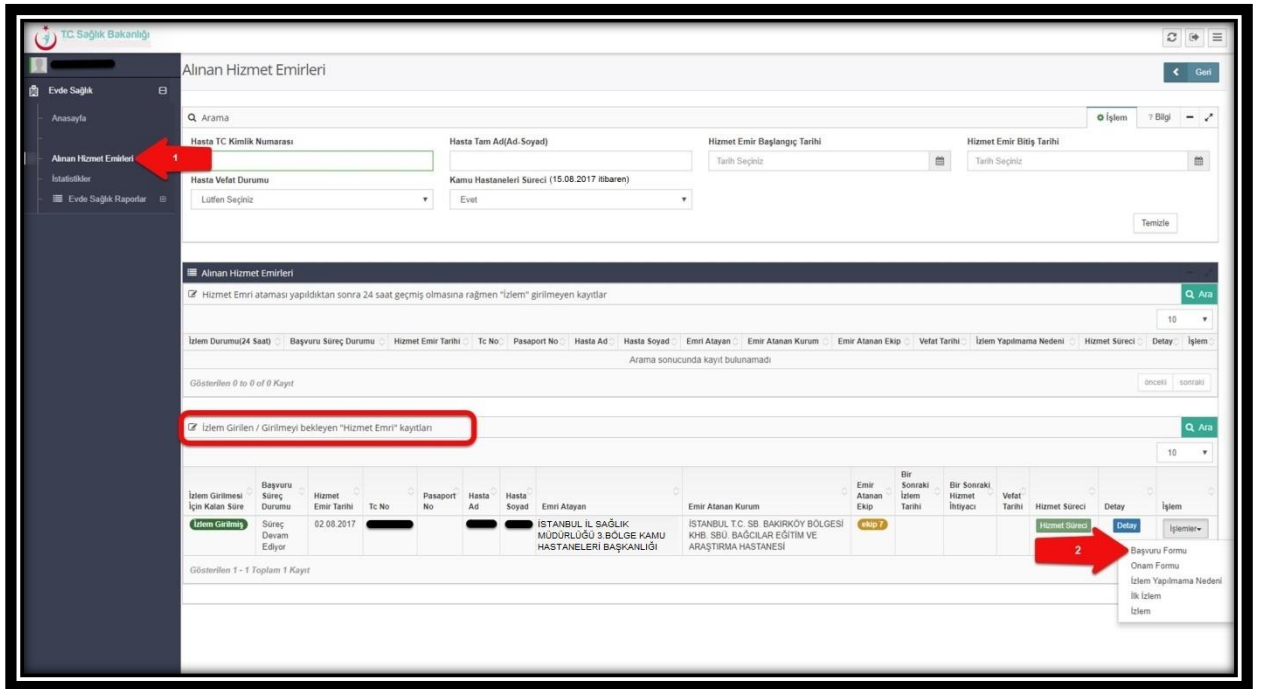 TC Sağlık Bakanlığı
Evde Sağlık
Anasayfa
Alınan Hizmet Emirleri
1
İstatistikler
Evde Sağlık Raporlar
Alınan Hizmet Emirleri
Geri
Arama
İşlem
? Bilgi
Hasta TC Kimlik Numarası
Hasta Tam Ad(Ad-Soyad)
Hizmet Emir Başlangıç Tarihi
Hizmet Emir Bitiş Tarihi
Tarih Seçiniz
Tarih Seçiniz
Hasta Vefat Durumu
Kamu Hastaneleri Süreci (15.08.2017 itibaren)
Lütfen Seçiniz
Evet
Temizle
Alınan Hizmet Emirleri
Hizmet Emri ataması yapıldıktan sonra 24 saat geçmiş olmasına rağmen "İzlem" girilmeyen kayıtlar
Ara
10
İzlem Durumu(24 Saat) Başvuru Süreç Durumu Hizmet Emir Tarihi Tc No Pasaport No Hasta Ad Hasta Soyad Emri Atayan Emir Atanan Kurum Emir Atanan Ekip Vefat Tarihi İzlem Yapılmama Nedeni Hizmet Süreci Detay İşlem
Arama sonucunda kayıt bulunamadı
Gösterilen 0 to 0 of 0 Kayıt
önceki sonraki
İzlem Girilen / Girilmeyi bekleyen "Hizmet Emri" kayıtları
Ara
10
İzlem Girilmesi İçin Kalan Süre
Başvuru Süreç Durumu
Hizmet Emir Tarihi
Tc No
Pasaport No
Hasta Ad
Hasta Soyad
Emri Atayan
Emir Atanan Kurum
Emir Atanan Ekip
Bir Sonraki İzlem Tarihi
Bir Sonraki Hizmet İhtiyacı
Vefat Tarihi
Hizmet Süreci
Detay
İşlem
İzlem Girilmiş
Süreç Devam Ediyor
02.08.2017
İSTANBUL İL SAĞLIK
MÜDÜRLÜĞÜ 3.BÖLGE KAMU
HASTANELERİ BAŞKANLIĞI
İSTANBUL T.C. SB. BAKIRKÖY BÖLGESİ
KHB. SBÜ. BAĞCILAR EĞİTİM VE
ARAŞTIRMA HASTANESİ
ekip 7
Hizmet Süreci
Detay
İşlemler
2
Başvuru Formu
Onam Formu
İzlem Yapılmama Nedeni
İlk İzlem
İzlem
Gösterilen 1 - 1 Toplam 1 Kayıt